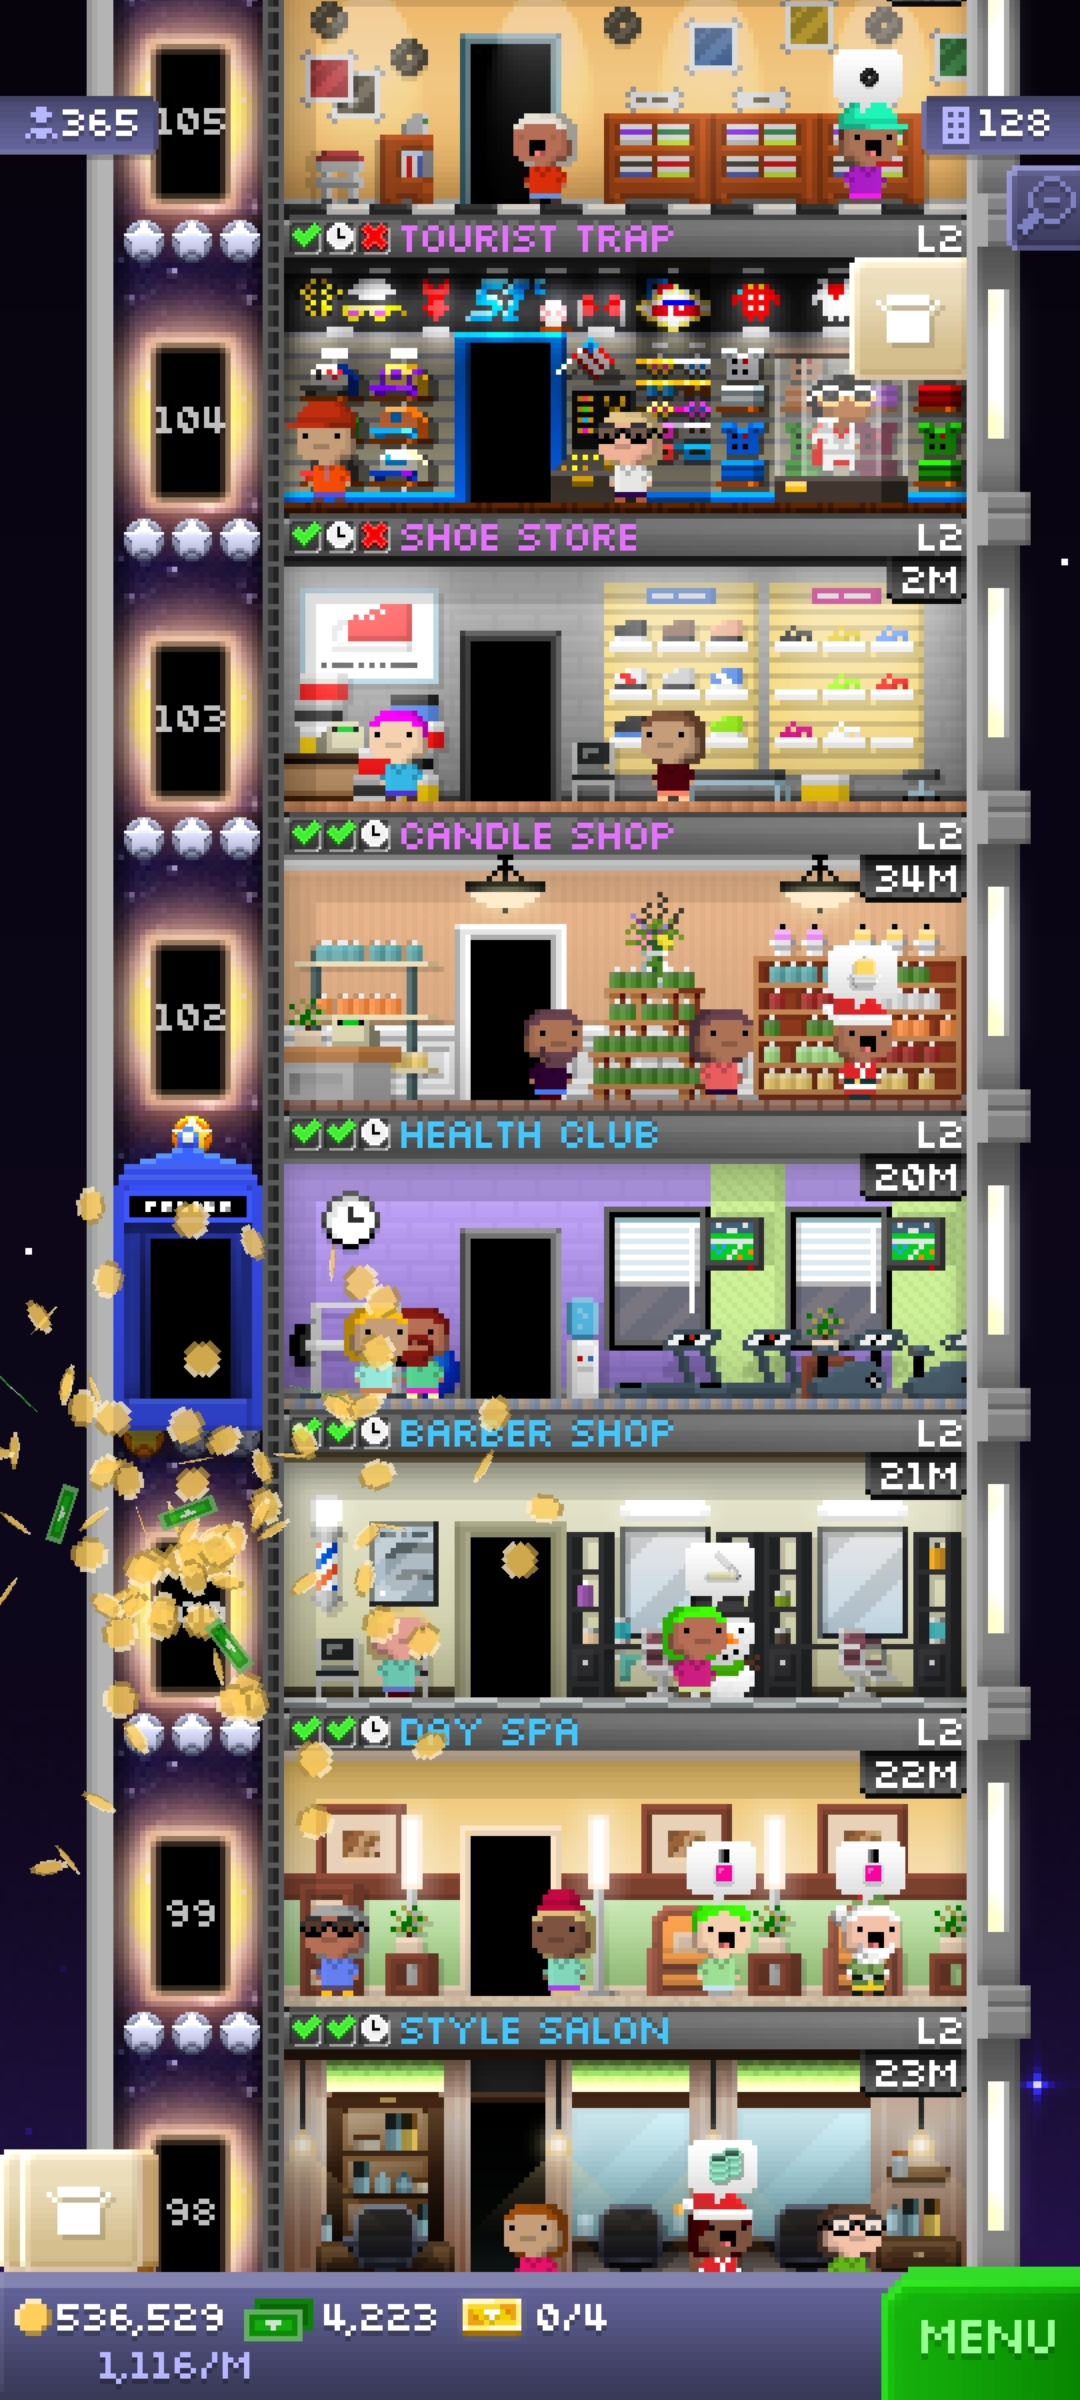 105
365
128
TOURIST TRAP L2
104
SHOE STORE L2
2M
103
CANDLE SHOP L2
34M
102
HEALTH CLUB L2
20M
BARBER SHOP L2
21M
DAY SPA L2
22M
99
STYLE SALON L2
23M
98
536,529 4,223 0/4
1,116/M
MENU